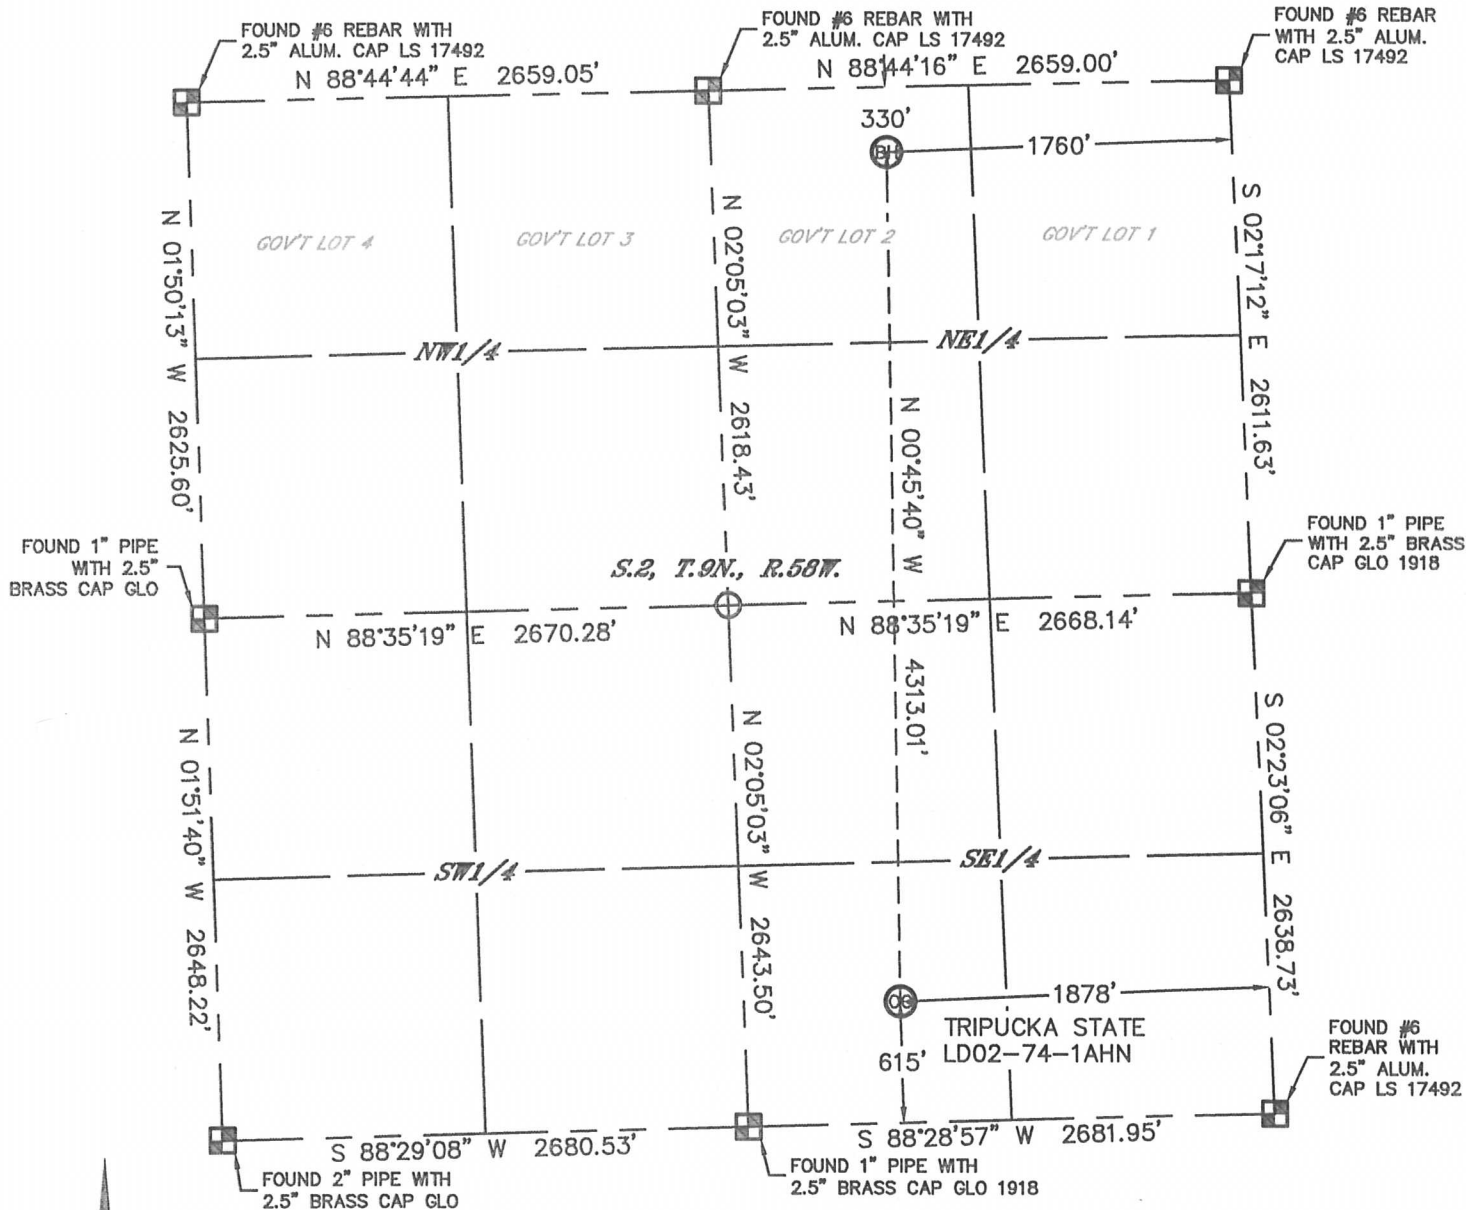 FOUND #6 REBAR WITH
2.5" ALUM. CAP LS 17492
FOUND #6 REBAR WITH
2.5" ALUM. CAP LS 17492
FOUND #6 REBAR
WITH 2.5" ALUM.
CAP LS 17492
N 88°44'44" E 2659.05'
N 88°44'16" E 2659.00'
330'
BH
1760'
N 01°50'13" W 2625.60'
GOV'T LOT 4
GOV'T LOT 3
N 02°05'03" W 2618.43'
GOV'T LOT 2
GOV'T LOT 1
S 02°17'12" E 2611.63'
NW1/4
NE1/4
N 00°45'40" W 4313.01'
FOUND 1" PIPE
WITH 2.5"
BRASS CAP GLO
S.2, T.9N., R.58W.
FOUND 1" PIPE
WITH 2.5" BRASS
CAP GLO 1918
N 88°35'19" E 2670.28'
N 88°35'19" E 2668.14'
N 01°51'40" W 2648.22'
N 02°05'03" W 2643.50'
S 02°23'06" E 2638.73'
SW1/4
SE1/4
1878'
TRIPUCKA STATE
LD02-74-1AHN
615'
FOUND #6
REBAR WITH
2.5" ALUM.
CAP LS 17492
S 88°29'08" W 2680.53'
S 88°28'57" W 2681.95'
FOUND 2" PIPE WITH
2.5" BRASS CAP GLO
FOUND 1" PIPE WITH
2.5" BRASS CAP GLO 1918